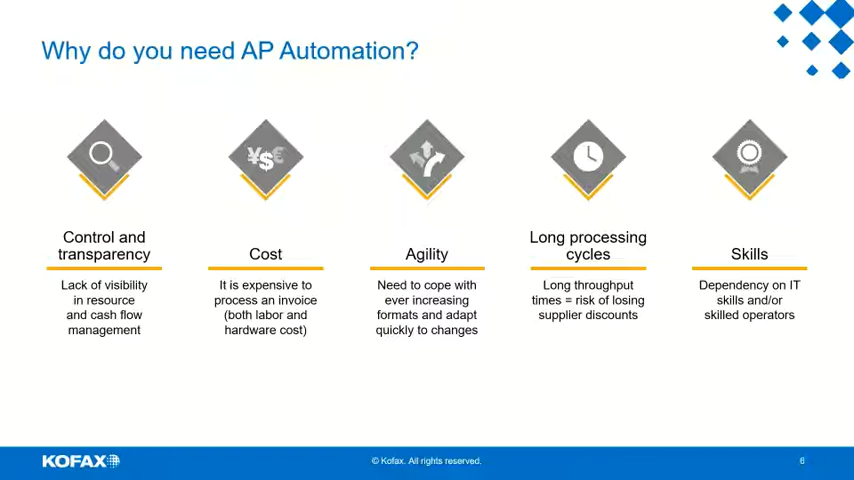 Why do you need AP Automation?
¥$€
Control and
transparency
Lack of visibility
in resource
and cash flow
management
Cost
It is expensive to
process an invoice
(both labor and
hardware cost)
Agility
Need to cope with
ever increasing
formats and adapt
quickly to changes
Long processing
cycles
Long throughput
times = risk of losing
supplier discounts
Skills
Dependency on IT
skills and/or
skilled operators
KOFAX
© Kofax. All rights reserved.
6